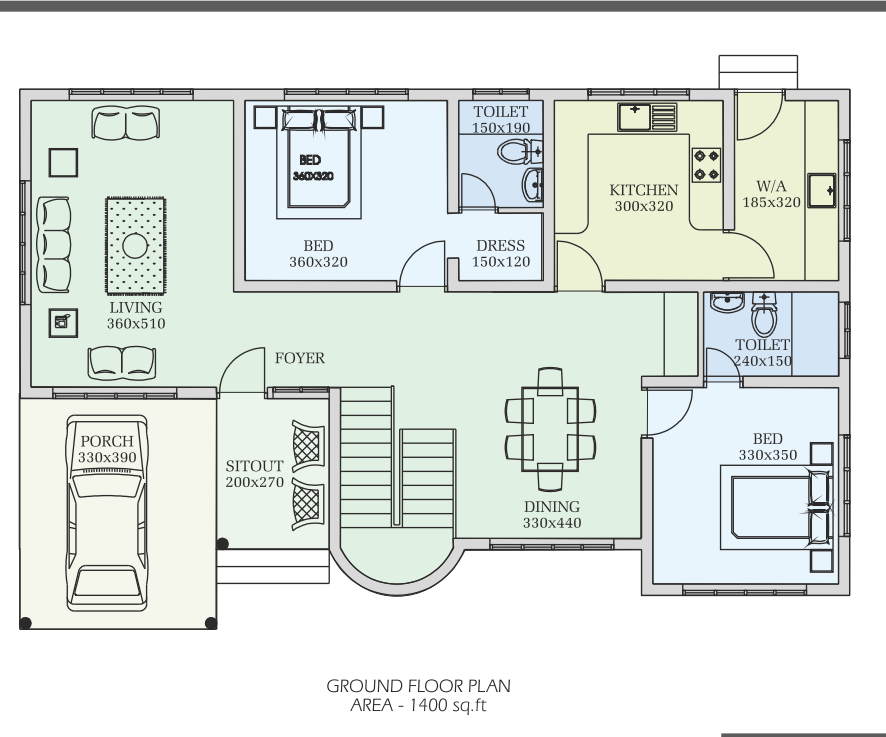 TOILET
150x190
BED
360X320
KITCHEN
300x320
W/A
185x320
BED
360x320
DRESS
150x120
LIVING
360x510
TOILET
240x150
FOYER
PORCH
330x390
SITOUT
200x270
BED
330x350
DINING
330x440
GROUND FLOOR PLAN
AREA - 1400 sq.ft